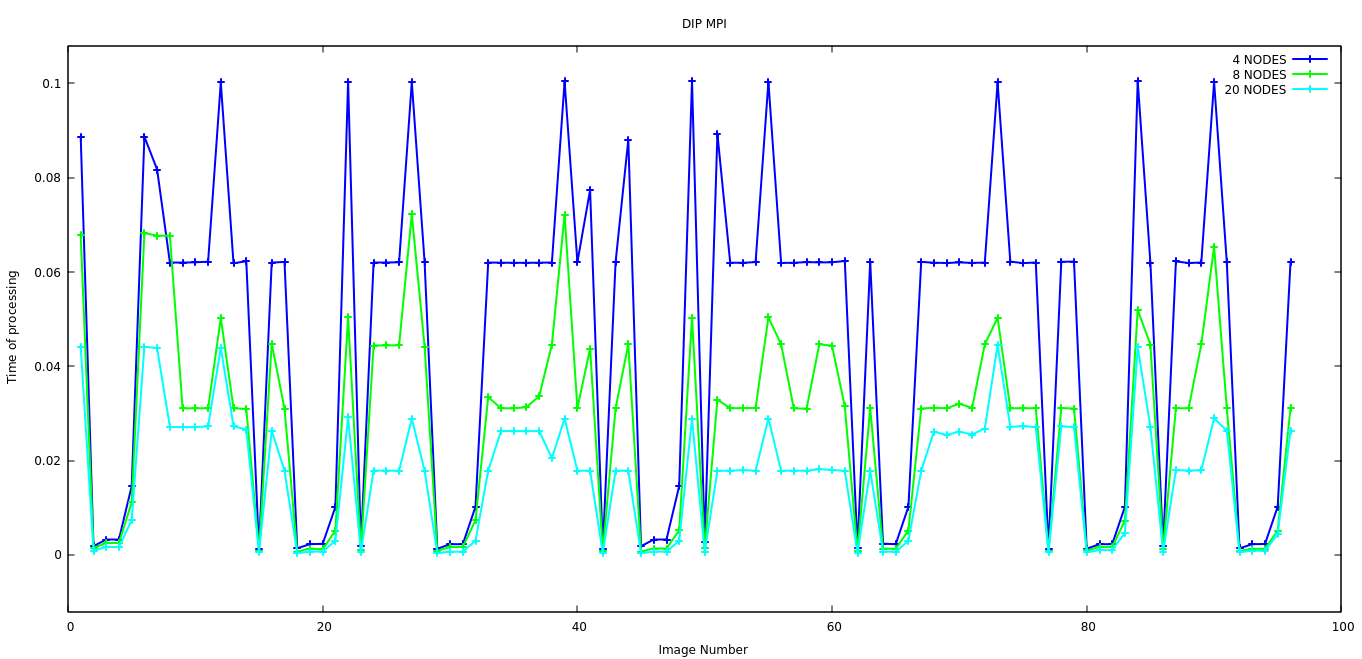 DIP MPI
4 NODES
8 NODES
20 NODES
0.1
0.08
0.06
0.04
0.02
0
Time of processing
0 20 40 60 80 100
Image Number